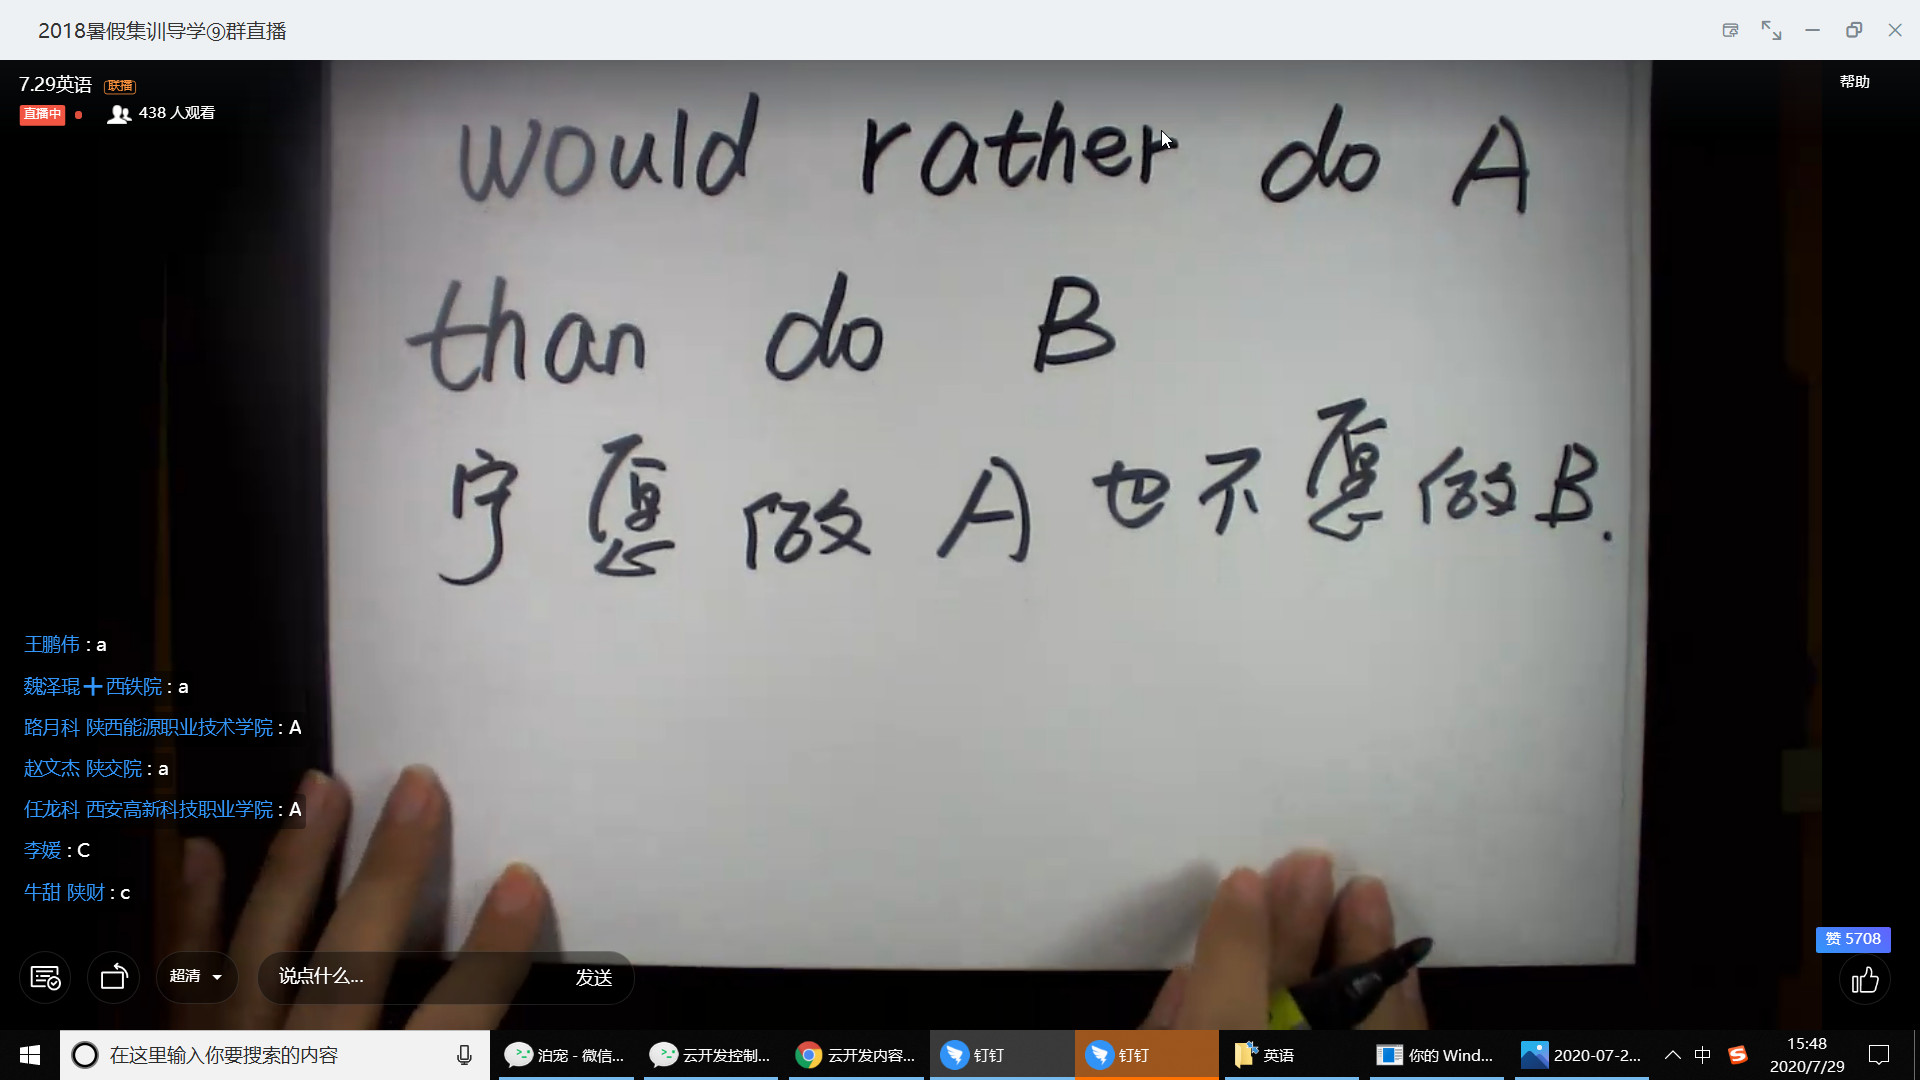 2018暑假集训导学⑨群直播
7.29英语 联播
直播中 438 人观看
帮助
would rather do A
than do B
宁愿做A也不愿做B.
王鹏伟 : a
魏泽琨╋西铁院 : a
路月科 陕西能源职业技术学院 : A
赵文杰 陕交院 : a
任龙科 西安高新科技职业学院 : A
李媛 : C
牛甜 陕财 : c
赞 5708
超清 说点什么... 发送
在这里输入你要搜索的内容 泊宠 - 微信... 云开发控制... 云开发内容... 钉钉 钉钉 英语 你的 Wind... 2020-07-2... 中 15:48
2020/7/29